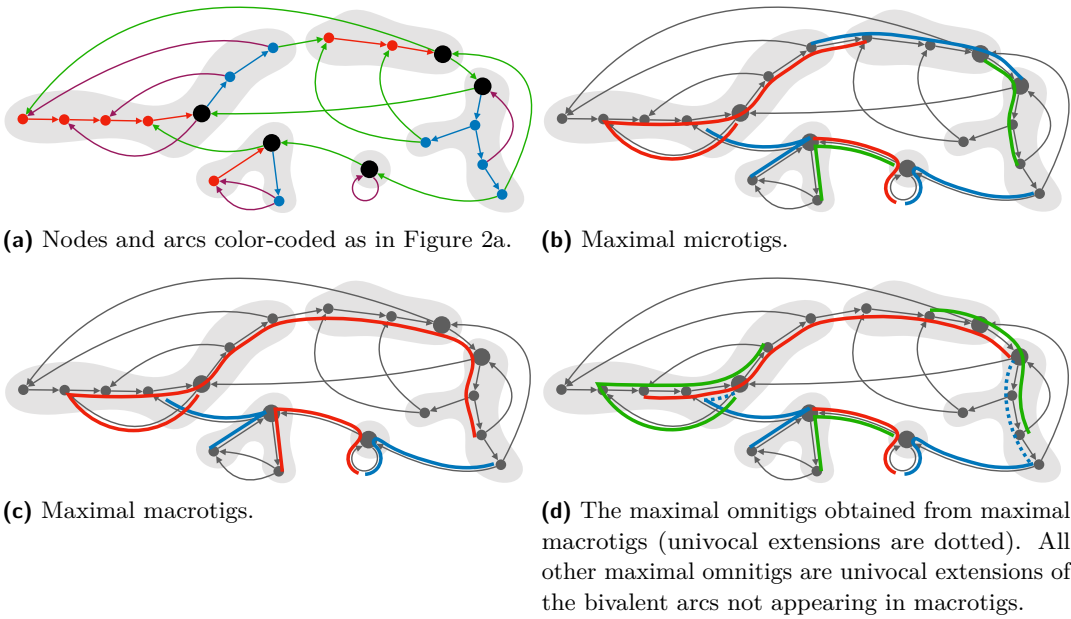 (a) Nodes and arcs color-coded as in Figure 2a.
(b) Maximal microtigs.
(c) Maximal macrotigs.
(d) The maximal omnitigs obtained from maximal
macrotigs (univocal extensions are dotted). All
other maximal omnitigs are univocal extensions of
the bivalent arcs not appearing in macrotigs.